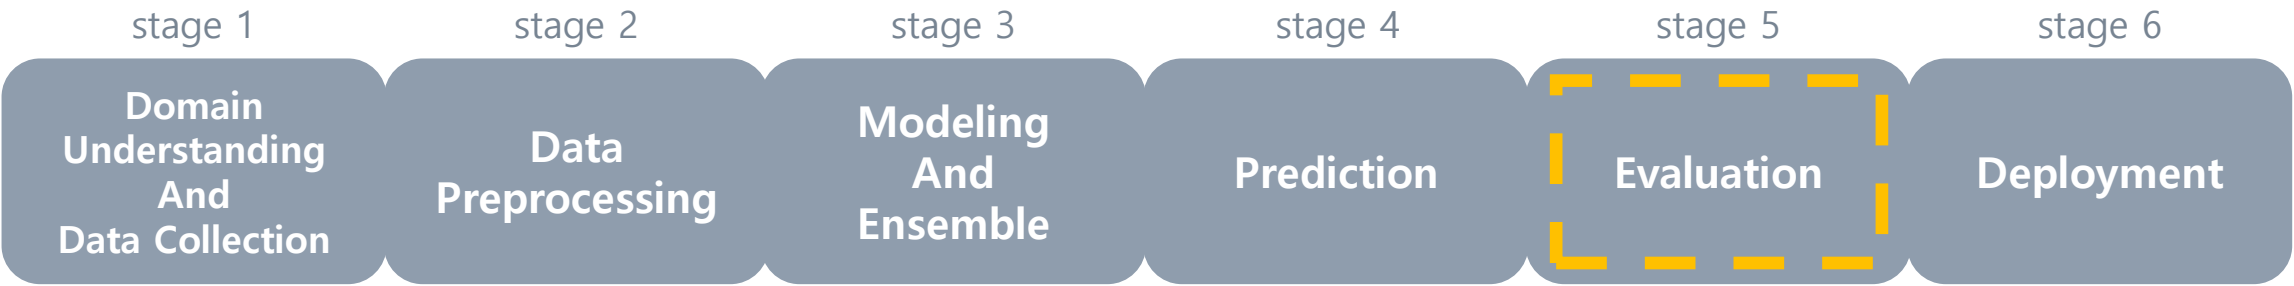 stage 1
stage 2
stage 3
stage 4
stage 5
stage 6
Domain
Understanding
And
Data Collection
Data
Preprocessing
Modeling
And
Ensemble
Prediction
Evaluation
Deployment